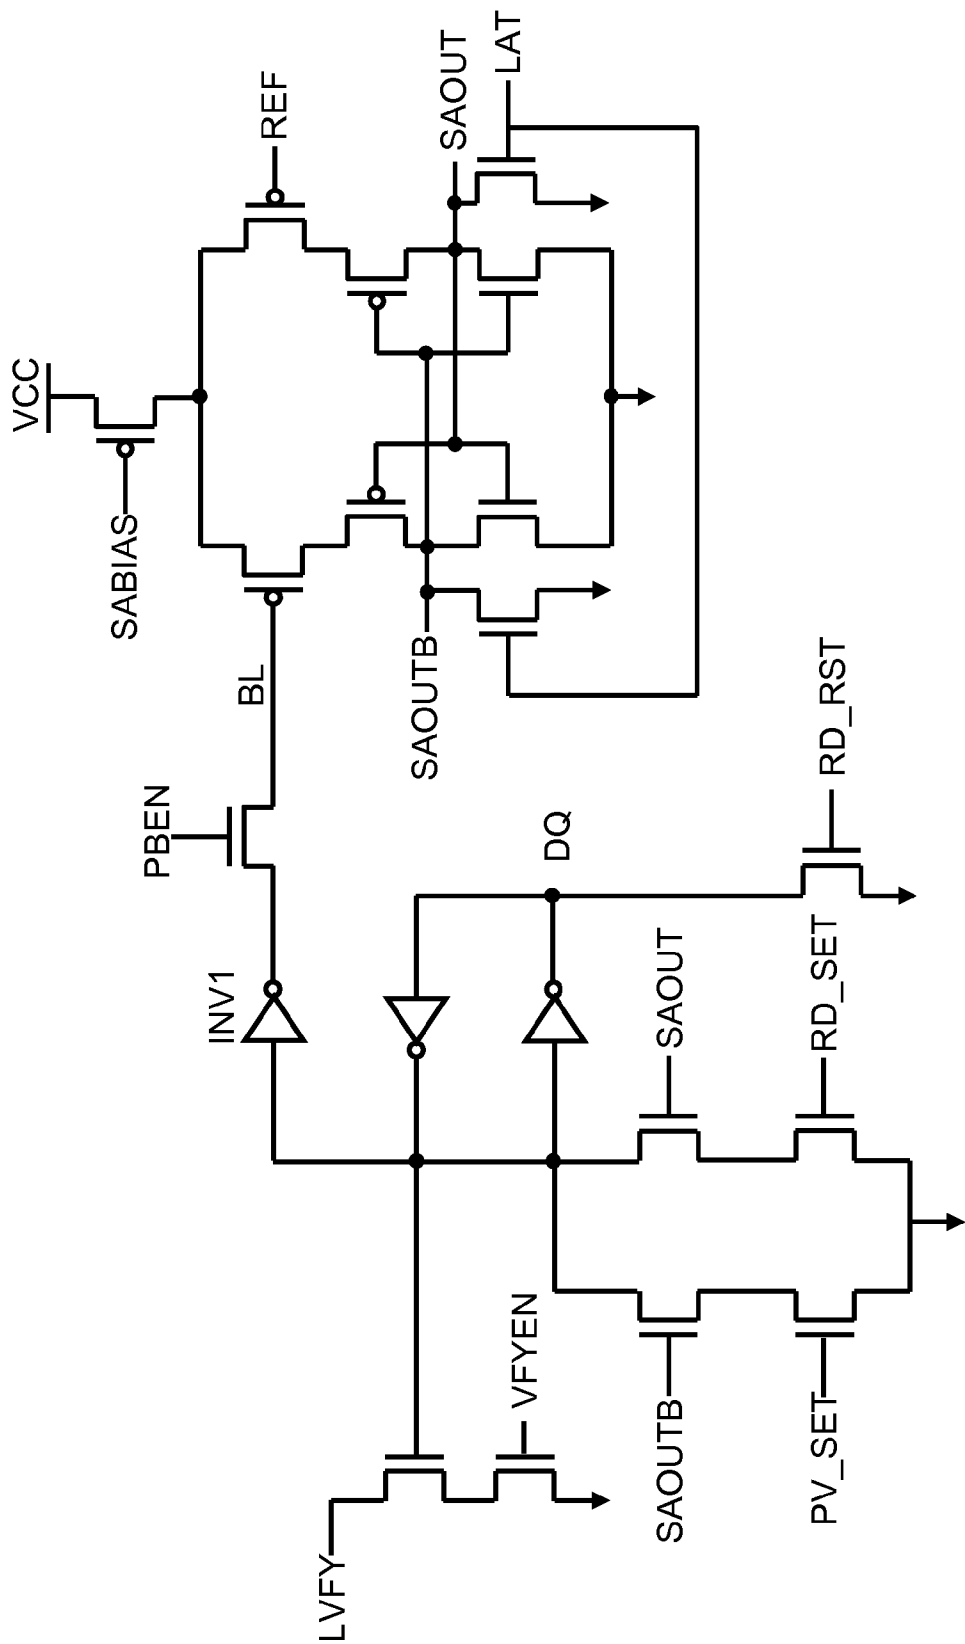 VCC
SABIAS
REF
BL
PBEN
INV1
SAOUT
LAT
SAOUTB
DQ
RD_RST
SAOUT
RD_SET
VFYEN
LVFY
SAOUTB
PV_SET